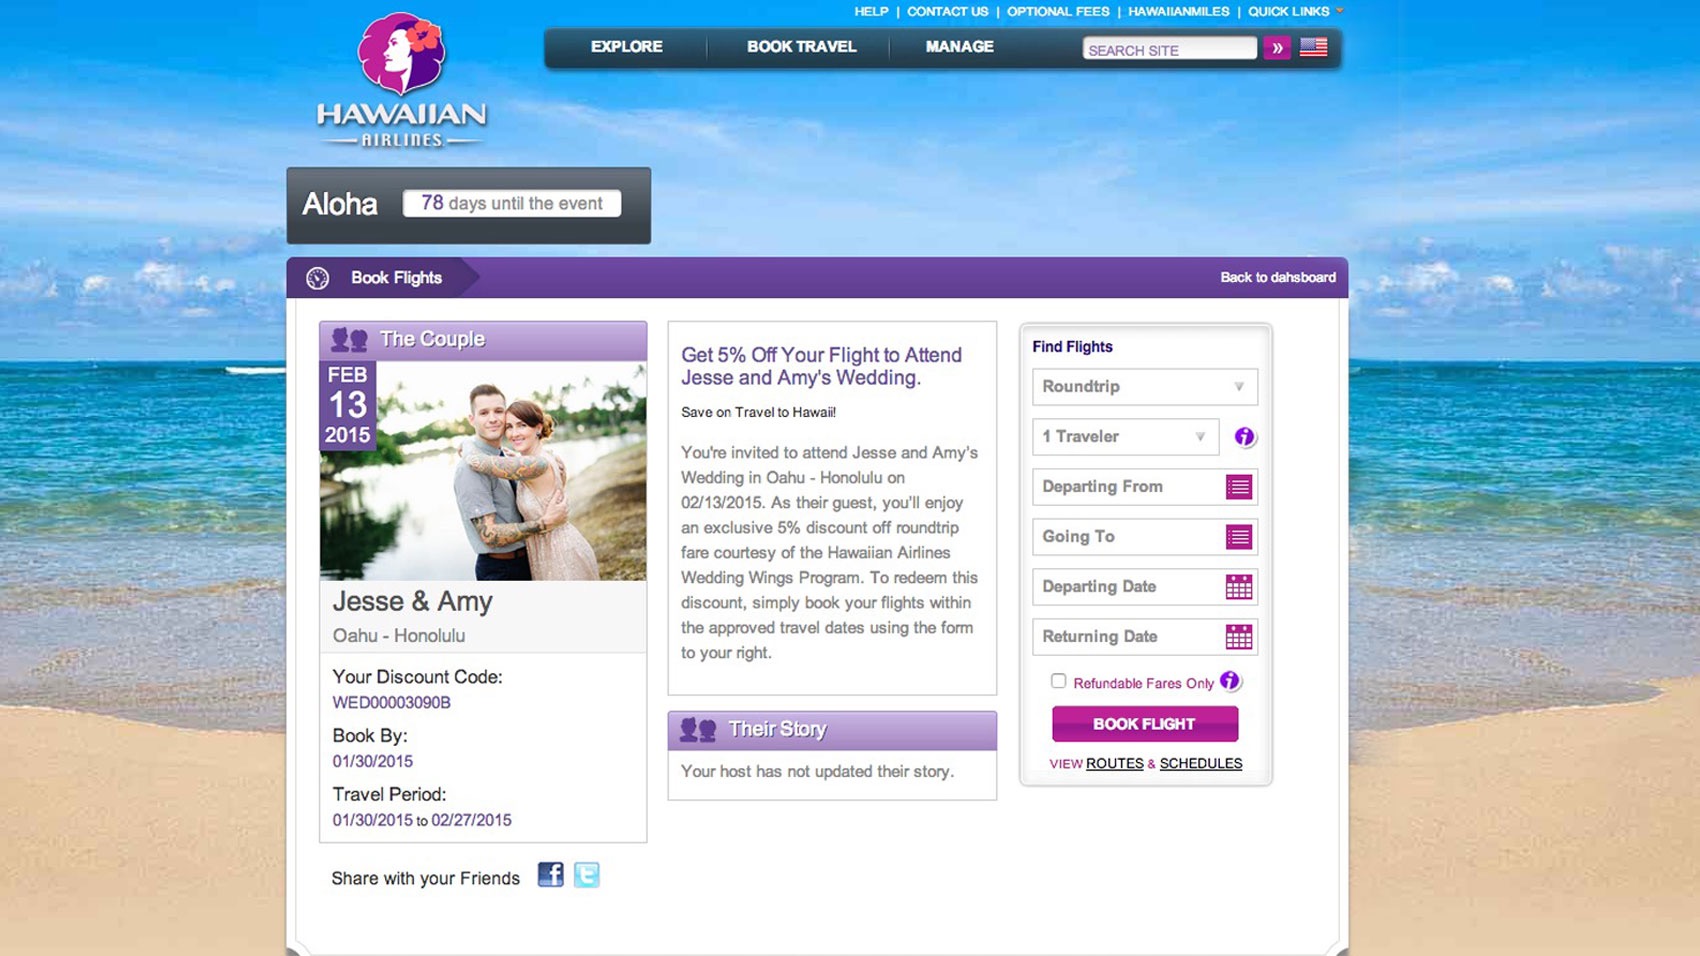 HELP | CONTACT US | OPTIONAL FEES | HAWAIIANMILES | QUICK LINKS
EXPLORE
BOOK TRAVEL
MANAGE
SEARCH SITE
»
HAWAIIAN
AIRLINES
Aloha
78 days until the event
Book Flights
Back to dahsboard
The Couple
FEB
13
2015
Jesse & Amy
Oahu - Honolulu
Your Discount Code:
WED00003090B
Book By:
01/30/2015
Travel Period:
01/30/2015 to 02/27/2015
Share with your Friends
f
t
Get 5% Off Your Flight to Attend
Jesse and Amy's Wedding.
Save on Travel to Hawaii!
You're invited to attend Jesse and Amy's
Wedding in Oahu - Honolulu on
02/13/2015. As their guest, you'll enjoy
an exclusive 5% discount off roundtrip
fare courtesy of the Hawaiian Airlines
Wedding Wings Program. To redeem this
discount, simply book your flights within
the approved travel dates using the form
to your right.
Their Story
Your host has not updated their story.
Find Flights
Roundtrip
1 Traveler
i
Departing From
Going To
Departing Date
Returning Date
Refundable Fares Only i
BOOK FLIGHT
VIEW ROUTES & SCHEDULES